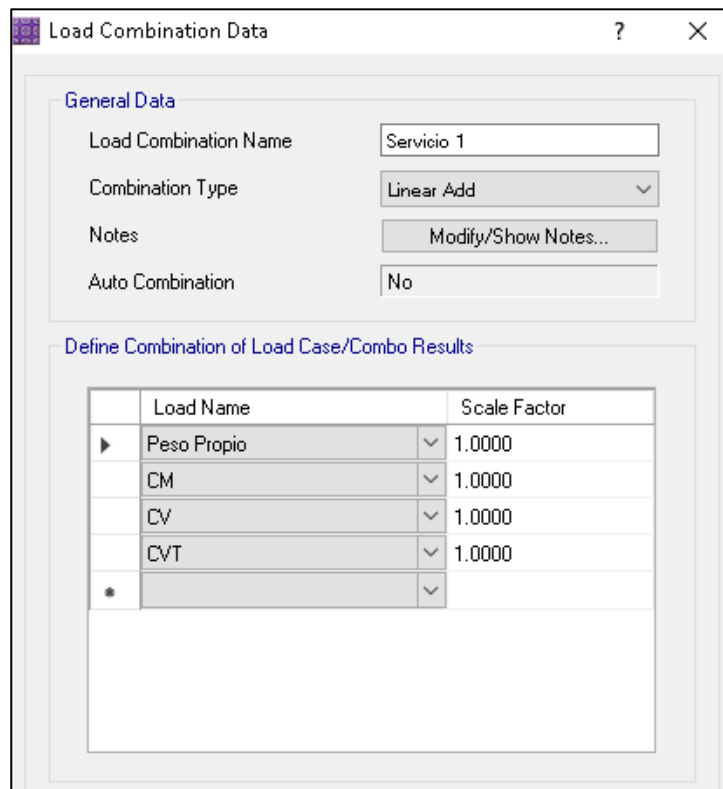 Load Combination Data ? ×
General Data
Load Combination Name Servicio 1
Combination Type Linear Add
Notes Modify/Show Notes...
Auto Combination No
Define Combination of Load Case/Combo Results
Load Name Scale Factor
Peso Propio 1.0000
CM 1.0000
CV 1.0000
CVT 1.0000
*